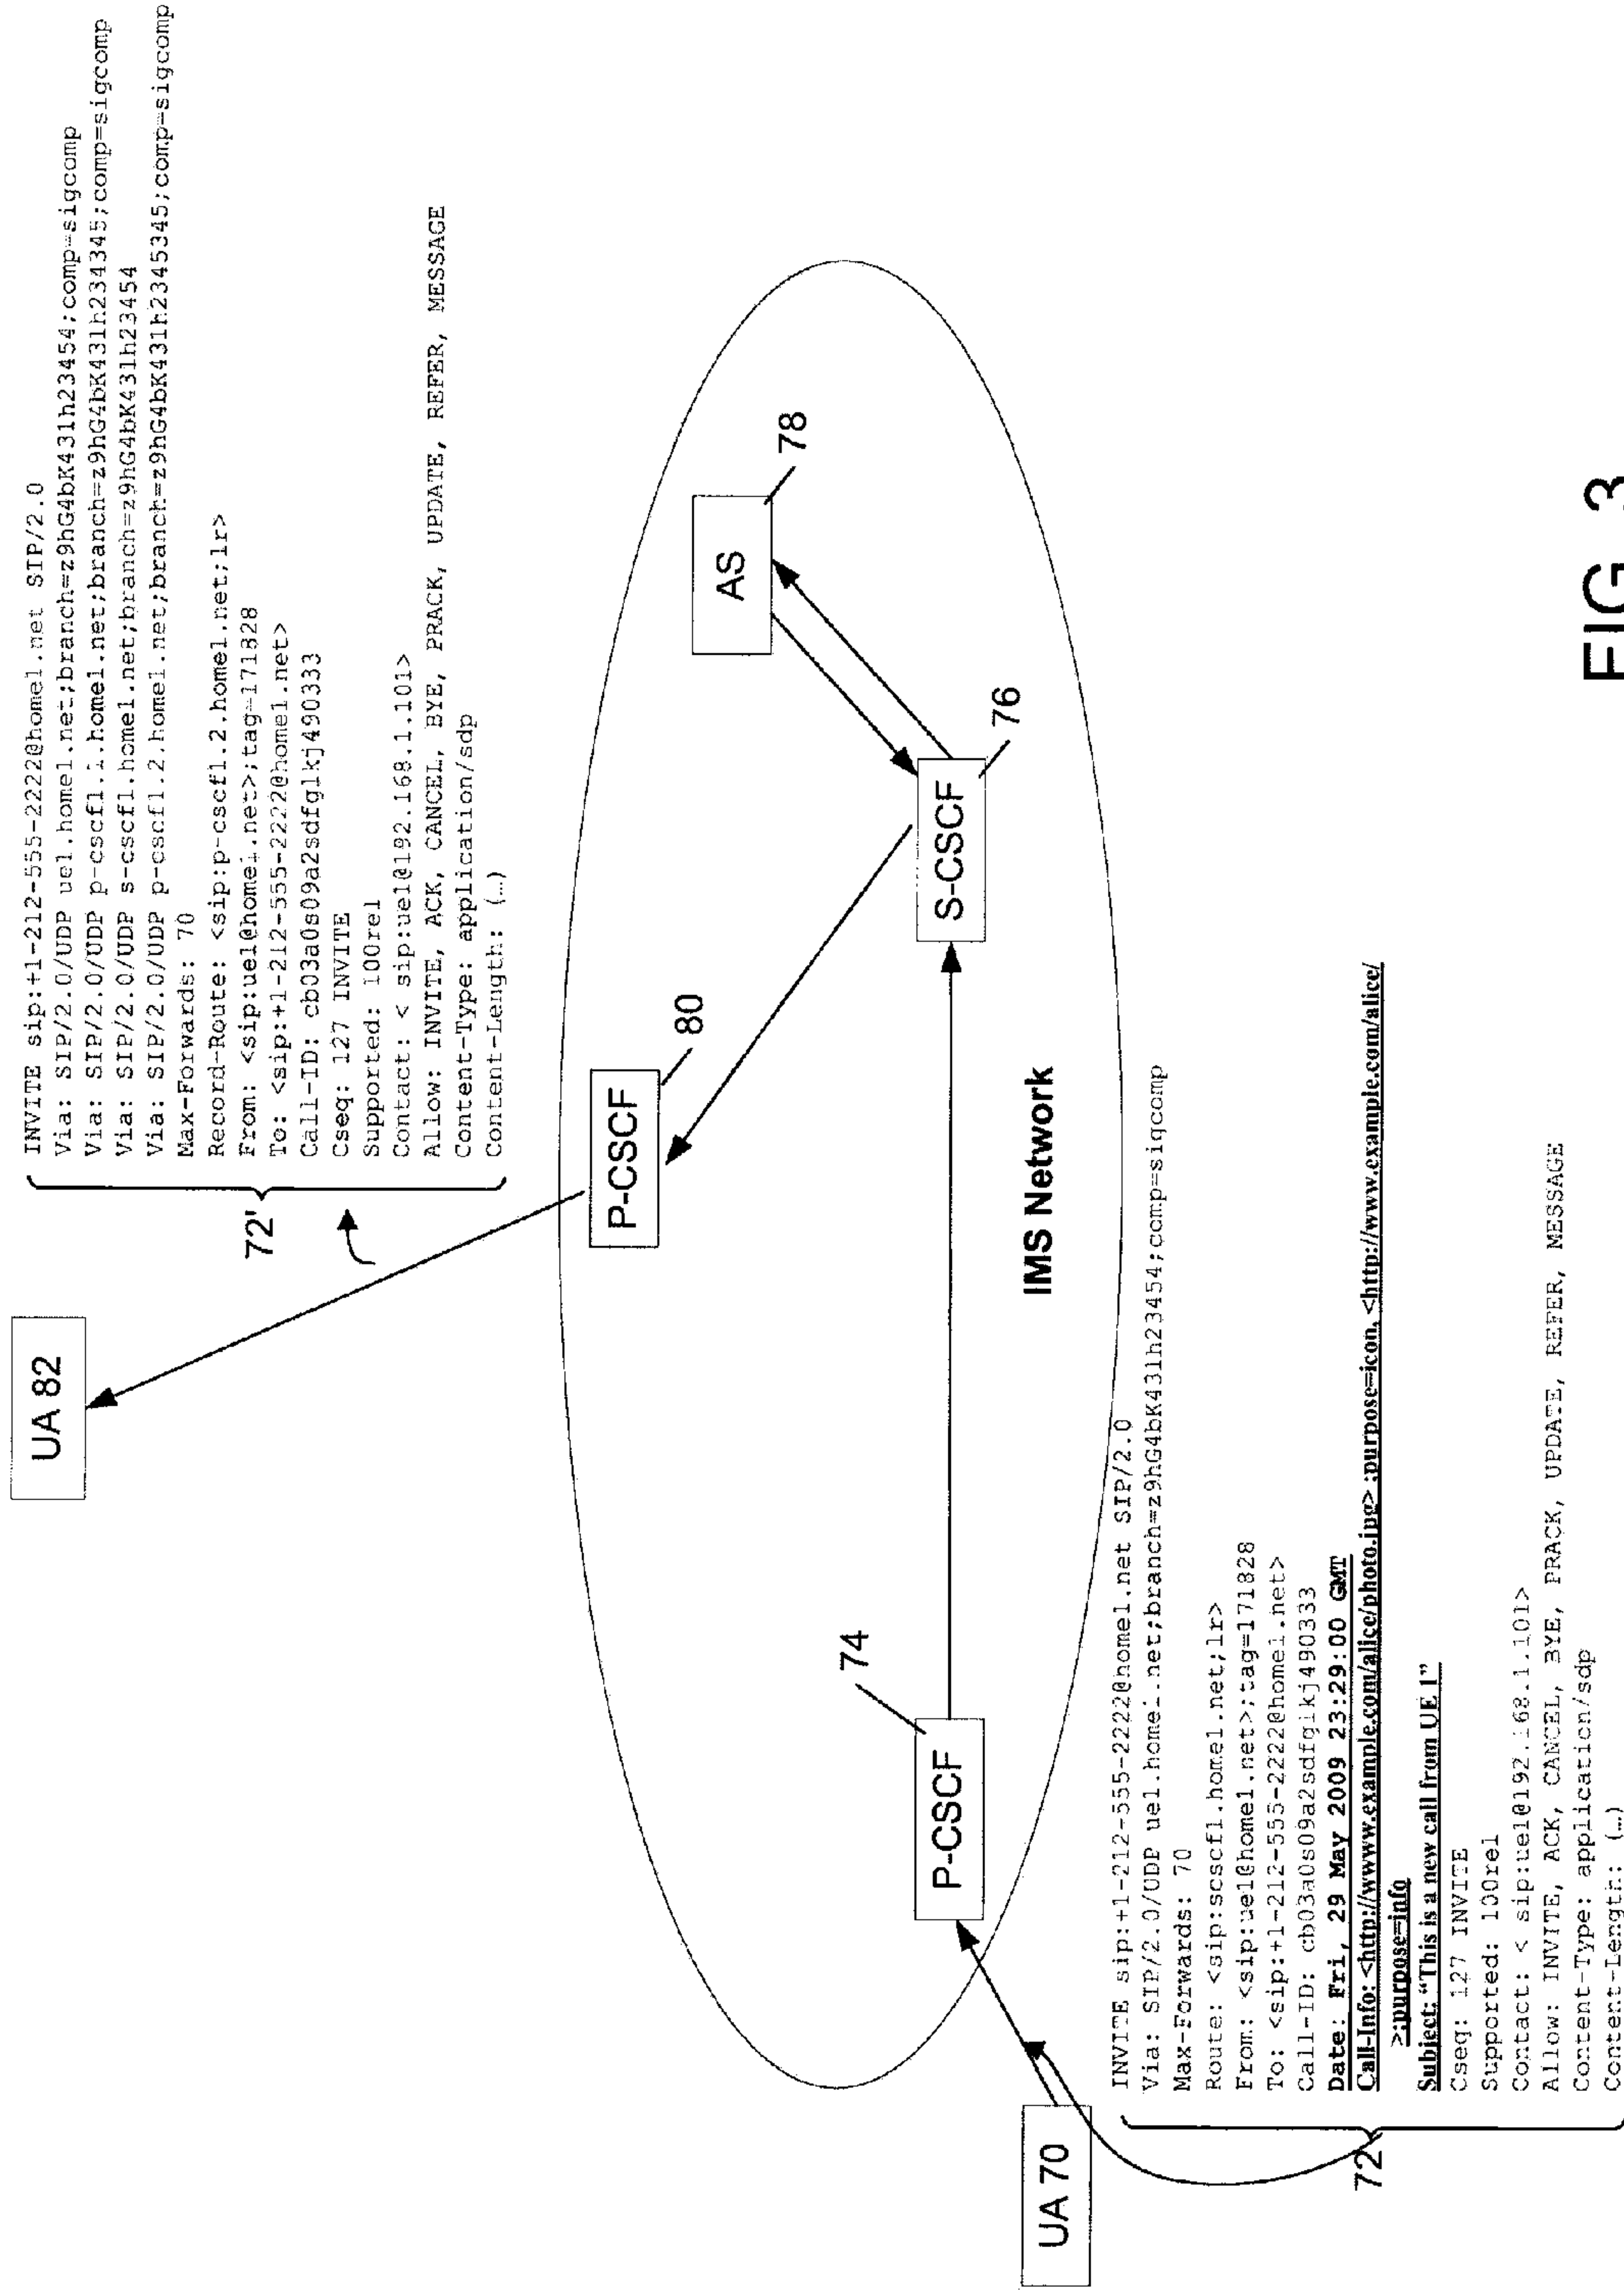 INVITE sip:+1-212-555-2222@home1.net SIP/2.0
Via: SIP/2.0/UDP ue1.home1.net;branch=z9hG4bK431h23454;comp=sigcomp
Via: SIP/2.0/UDP p-cscf1.1.home1.net;branch=z9hG4bK431h234345;comp=sigcomp
Via: SIP/2.0/UDP s-cscf1.home1.net;branch=z9hG4bK431h23454
Via: SIP/2.0/UDP p-cscf1.2.home1.net;branch=z9hG4bK431h2345345;comp=sigcomp
Max-Forwards: 70
Record-Route: <sip:p-cscf1.2.home1.net;lr>
From: <sip:ue1@home1.net>;tag=171828
To: <sip:+1-212-555-2222@home1.net>
Call-ID: cb03a0s09a2sdfglkj490333
Cseq: 127 INVITE
Supported: 100rel
Contact: < sip:ue1@192.168.1.101>
Allow: INVITE, ACK, CANCEL, BYE, PRACK, UPDATE, REFER, MESSAGE
Content-Type: application/sdp
Content-Length: (…)
72'
UA 82
P-CSCF
80
AS
78
S-CSCF
76
P-CSCF
74
IMS Network
UA 70
72
INVITE sip:+1-212-555-2222@home1.net SIP/2.0
Via: SIP/2.0/UDP ue1.home1.net;branch=z9hG4bK431h23454;comp=sigcomp
Max-Forwards: 70
Route: <sip:scscf1.home1.net;lr>
From: <sip:ue1@home1.net>;tag=171828
To: <sip:+1-212-555-2222@home1.net>
Call-ID: cb03a0s09a2sdfglkj490333
Date: Fri, 29 May 2009 23:29:00 GMT
Call-Info: <http://www.example.com/alice/photo.jpg> ;purpose=icon, <http://www.example.com/alice/
>;purpose=info
Subject: “This is a new call from UE 1”
Cseq: 127 INVITE
Supported: 100rel
Contact: < sip:ue1@192.168.1.101>
Allow: INVITE, ACK, CANCEL, BYE, PRACK, UPDATE, REFER, MESSAGE
Content-Type: application/sdp
Content-Length: (…)
FIG. 3